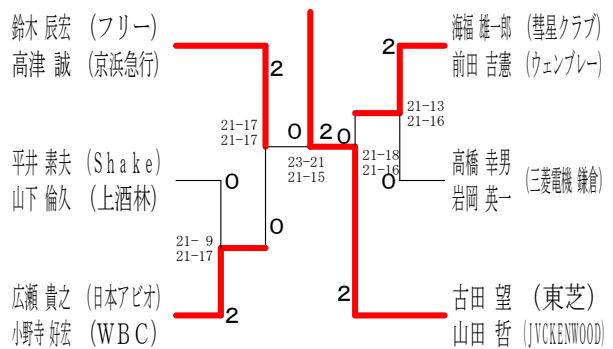 鈴木 辰宏 (フリー)
高津 誠 (京浜急行)
平井 素夫 (Shake)
山下 倫久 (上酒林)
広瀬 貴之 (日本アビオ)
小野寺 好宏 (WBC)
2
21-17
21-17
0
0
21- 9
21-17
2
0
2
23-21
21-15
0
21-18
21-16
2
21-13
21-16
0
2
海福 雄一郎 (彗星クラブ)
前田 吉憲 (ウェンブレー)
高橋 幸男
岩岡 英一
(三菱電機 鎌倉)
古田 望 (東芝)
山田 哲 (JVCKENWOOD)